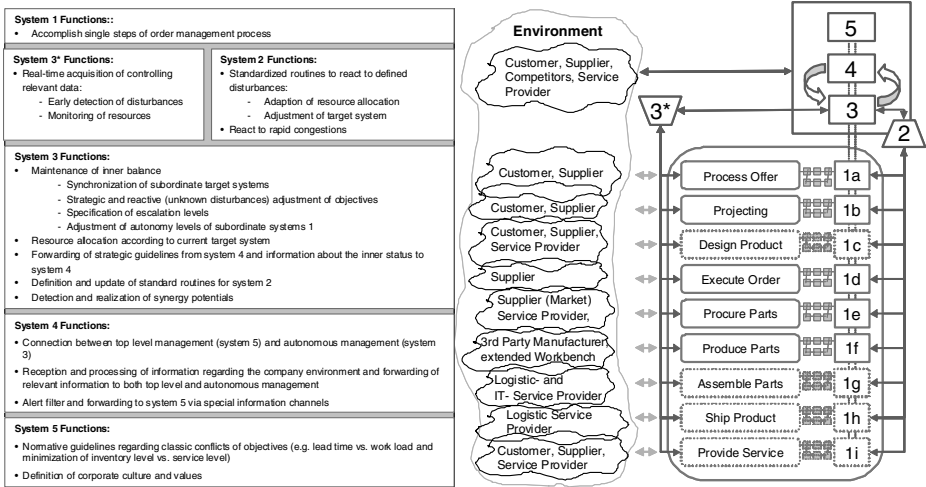 System 1 Functions::
• Accomplish single steps of order management process
System 3* Functions:
• Real-time acquisition of controlling
relevant data:
- Early detection of disturbances
- Monitoring of resources
System 2 Functions:
• Standardized routines to react to defined
disturbances:
- Adaption of resource allocation
- Adjustment of target system
• React to rapid congestions
System 3 Functions:
• Maintenance of inner balance
- Synchronization of subordinate target systems
- Strategic and reactive (unknown disturbances) adjustment of objectives
- Specification of escalation levels
- Adjustment of autonomy levels of subordinate systems 1
• Resource allocation according to current target system
• Forwarding of strategic guidelines from system 4 and information about the inner status to
system 4
• Definition and update of standard routines for system 2
• Detection and realization of synergy potentials
System 4 Functions:
• Connection between top level management (system 5) and autonomous management (system
3)
• Reception and processing of information regarding the company environment and forwarding of
relevant information to both top level and autonomous management
• Alert filter and forwarding to system 5 via special information channels
System 5 Functions:
• Normative guidelines regarding classic conflicts of objectives (e.g. lead time vs. work load and
minimization of inventory level vs. service level)
• Definition of corporate culture and values
Environment
Customer, Supplier,
Competitors, Service
Provider
5
4
3
3*
2
Customer, Supplier
Process Offer
1a
Customer, Supplier
Projecting
1b
Customer, Supplier,
Service Provider
Design Product
1c
Supplier
Execute Order
1d
Supplier (Market)
Service Provider,
Procure Parts
1e
3rd Party Manufacturer
extended Workbench
Produce Parts
1f
Logistic- and
IT- Service Provider
Assemble Parts
1g
Logistic Service
Provider
Ship Product
1h
Customer, Supplier,
Service Provider
Provide Service
1i